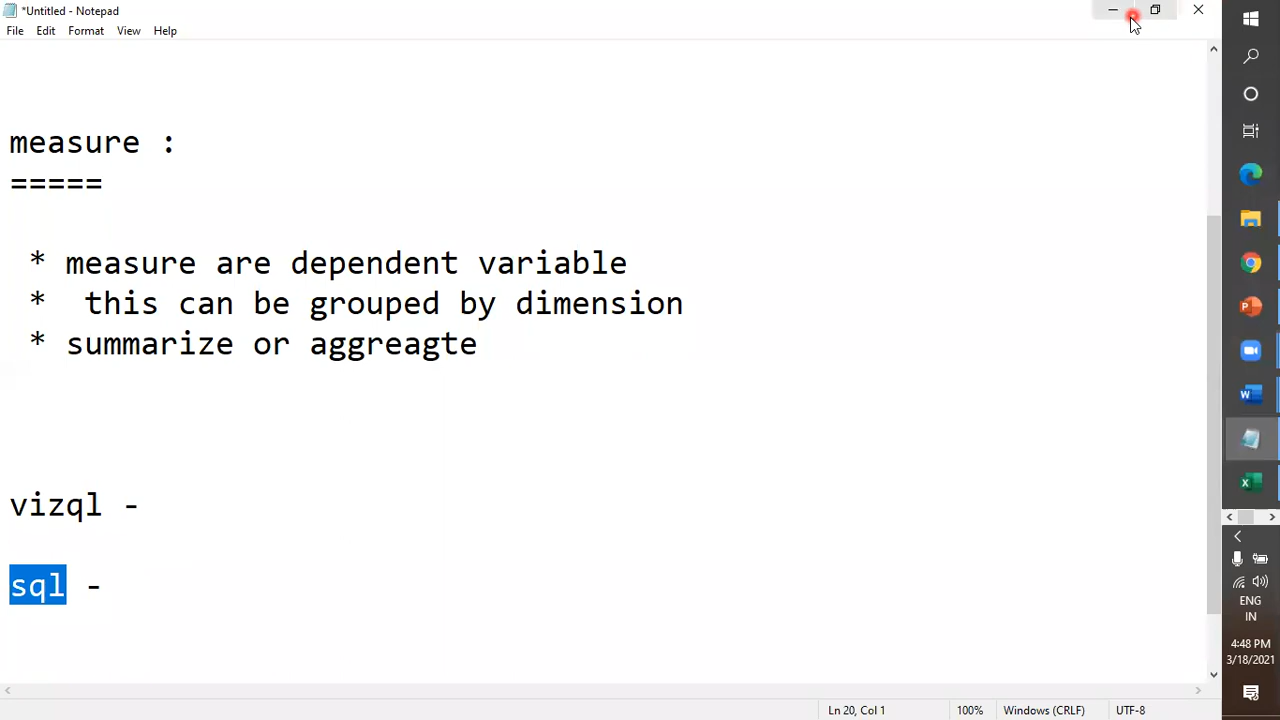 *Untitled - Notepad
File Edit Format View Help
measure :
=====
* measure are dependent variable
* this can be grouped by dimension
* summarize or aggreagte
vizql -
sql -
Ln 20, Col 1
100%
Windows (CRLF)
UTF-8
ENG
IN
4:48 PM
3/18/2021